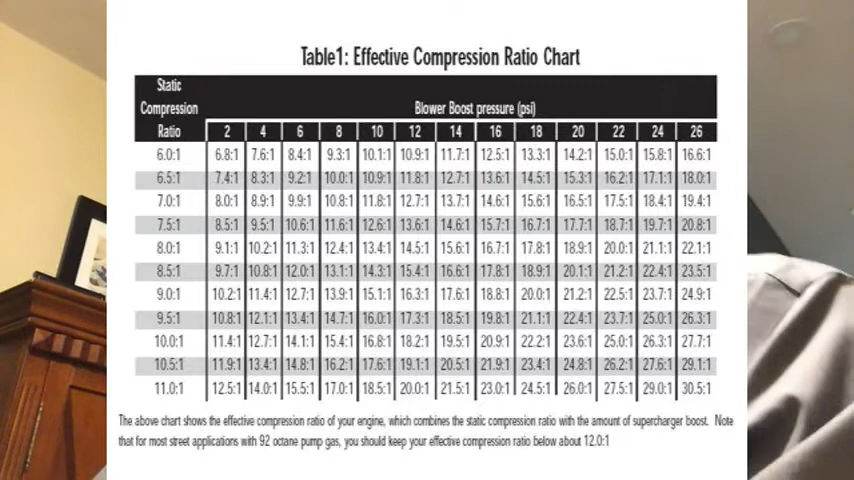 Table1: Effective Compression Ratio Chart
Static
Compression Blower Boost pressure (psi)
Ratio 2 4 6 8 10 12 14 16 18 20 22 24 26
6.0:1 6.8:1 7.6:1 8.4:1 9.3:1 10.1:1 10.9:1 11.7:1 12.5:1 13.3:1 14.2:1 15.0:1 15.8:1 16.6:1
6.5:1 7.4:1 8.3:1 9.2:1 10.0:1 10.9:1 11.8:1 12.7:1 13.6:1 14.5:1 15.3:1 16.2:1 17.1:1 18.0:1
7.0:1 8.0:1 8.9:1 9.9:1 10.8:1 11.8:1 12.7:1 13.7:1 14.6:1 15.6:1 16.5:1 17.5:1 18.4:1 19.4:1
7.5:1 8.5:1 9.5:1 10.6:1 11.6:1 12.6:1 13.6:1 14.6:1 15.7:1 16.7:1 17.7:1 18.7:1 19.7:1 20.8:1
8.0:1 9.1:1 10.2:1 11.3:1 12.4:1 13.4:1 14.5:1 15.6:1 16.7:1 17.8:1 18.9:1 20.0:1 21.1:1 22.1:1
8.5:1 9.7:1 10.8:1 12.0:1 13.1:1 14.3:1 15.4:1 16.6:1 17.8:1 18.9:1 20.1:1 21.2:1 22.4:1 23.5:1
9.0:1 10.2:1 11.4:1 12.7:1 13.9:1 15.1:1 16.3:1 17.6:1 18.8:1 20.0:1 21.2:1 22.5:1 23.7:1 24.9:1
9.5:1 10.8:1 12.1:1 13.4:1 14.7:1 16.0:1 17.3:1 18.5:1 19.8:1 21.1:1 22.4:1 23.7:1 25.0:1 26.3:1
10.0:1 11.4:1 12.7:1 14.1:1 15.4:1 16.8:1 18.2:1 19.5:1 20.9:1 22.2:1 23.6:1 25.0:1 26.3:1 27.7:1
10.5:1 11.9:1 13.4:1 14.8:1 16.2:1 17.6:1 19.1:1 20.5:1 21.9:1 23.4:1 24.8:1 26.2:1 27.6:1 29.1:1
11.0:1 12.5:1 14.0:1 15.5:1 17.0:1 18.5:1 20.0:1 21.5:1 23.0:1 24.5:1 26.0:1 27.5:1 29.0:1 30.5:1
The above chart shows the effective compression ratio of your engine, which combines the static compression ratio with the amount of supercharger boost. Note
that for most street applications with 92 octane pump gas, you should keep your effective compression ratio below about 12.0:1